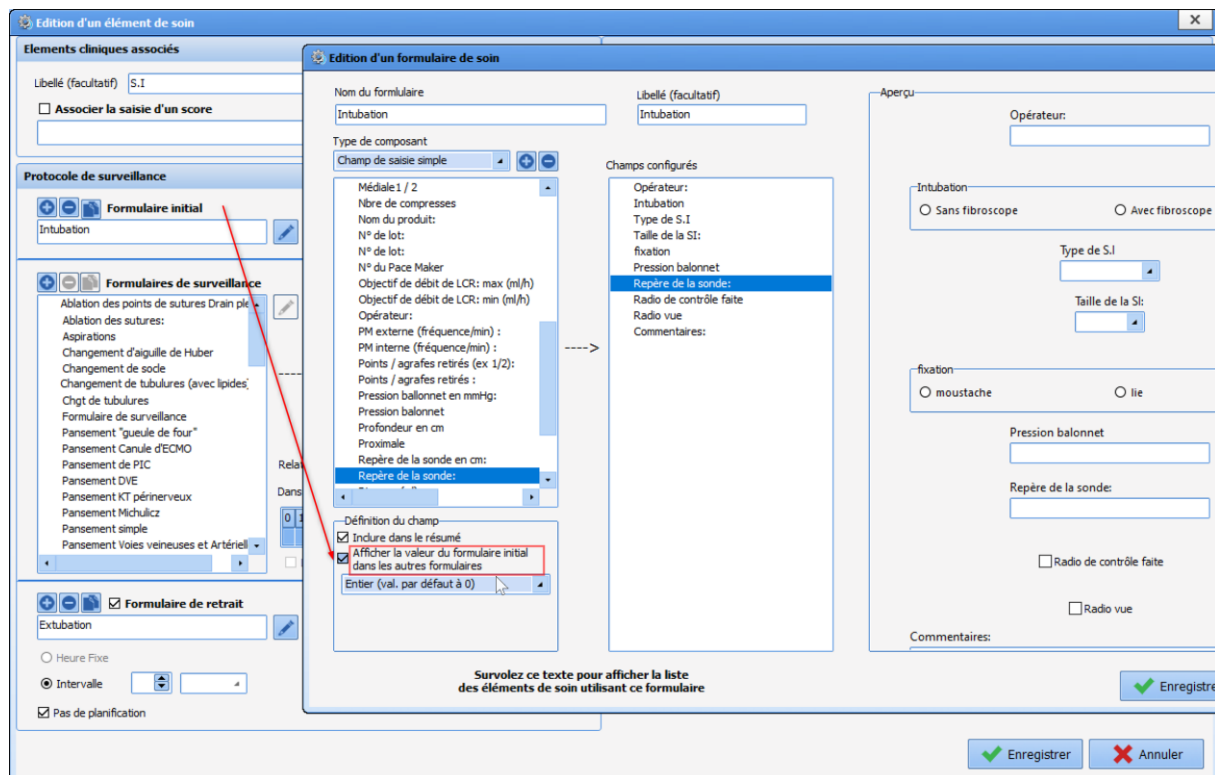 Edition d'un élément de soin
Elements cliniques associés
Libellé (facultatif)
S.I
Associer la saisie d'un score
Protocole de surveillance
Formulaire initial
Intubation
Formulaires de surveillance
Ablation des points de sutures Drain ple
Ablation des sutures:
Aspirations
Changement d'aiguille de Huber
Changement de socle
Changement de tubulures (avec lipides)
Chgt de tubulures
Formulaire de surveillance
Pansement "gueule de four"
Pansement Canule d'ECMO
Pansement de PIC
Pansement DVE
Pansement KT périnerveux
Pansement Michulicz
Pansement simple
Pansement Voies veineuses et Artériell
Relat
Dans
0 1
Formulaire de retrait
Extubation
Heure Fixe
Intervalle
Pas de planification
Edition d'un formulaire de soin
Nom du formlulaire
Intubation
Libellé (facultatif)
Intubation
Type de composant
Champ de saisie simple
Médiale1 / 2
Nbre de compresses
Nom du produit:
N° de lot:
N° de lot:
N° du Pace Maker
Objectif de débit de LCR: max (ml/h)
Objectif de débit de LCR: min (ml/h)
Opérateur:
PM externe (fréquence/min) :
PM interne (fréquence/min) :
Points / agrafes retirés (ex 1/2):
Points / agrafes retirés :
Pression ballonnet en mmHg:
Pression balonnet
Profondeur en cm
Proximale
Repère de la sonde en cm:
Repère de la sonde:
---->
Champs configurés
Opérateur:
Intubation
Type de S.I
Taille de la SI:
fixation
Pression balonnet
Repère de la sonde:
Radio de contrôle faite
Radio vue
Commentaires:
Définition du champ
Inclure dans le résumé
Afficher la valeur du formulaire initial
dans les autres formulaires
Entier (val. par défaut à 0)
Survolez ce texte pour afficher la liste
des éléments de soin utilisant ce formulaire
Aperçu
Opérateur:
Intubation
Sans fibroscope
Avec fibroscope
Type de S.I
Taille de la SI:
fixation
moustache
lie
Pression balonnet
Repère de la sonde:
Radio de contrôle faite
Radio vue
Commentaires:
Enregistre
Enregistrer
Annuler